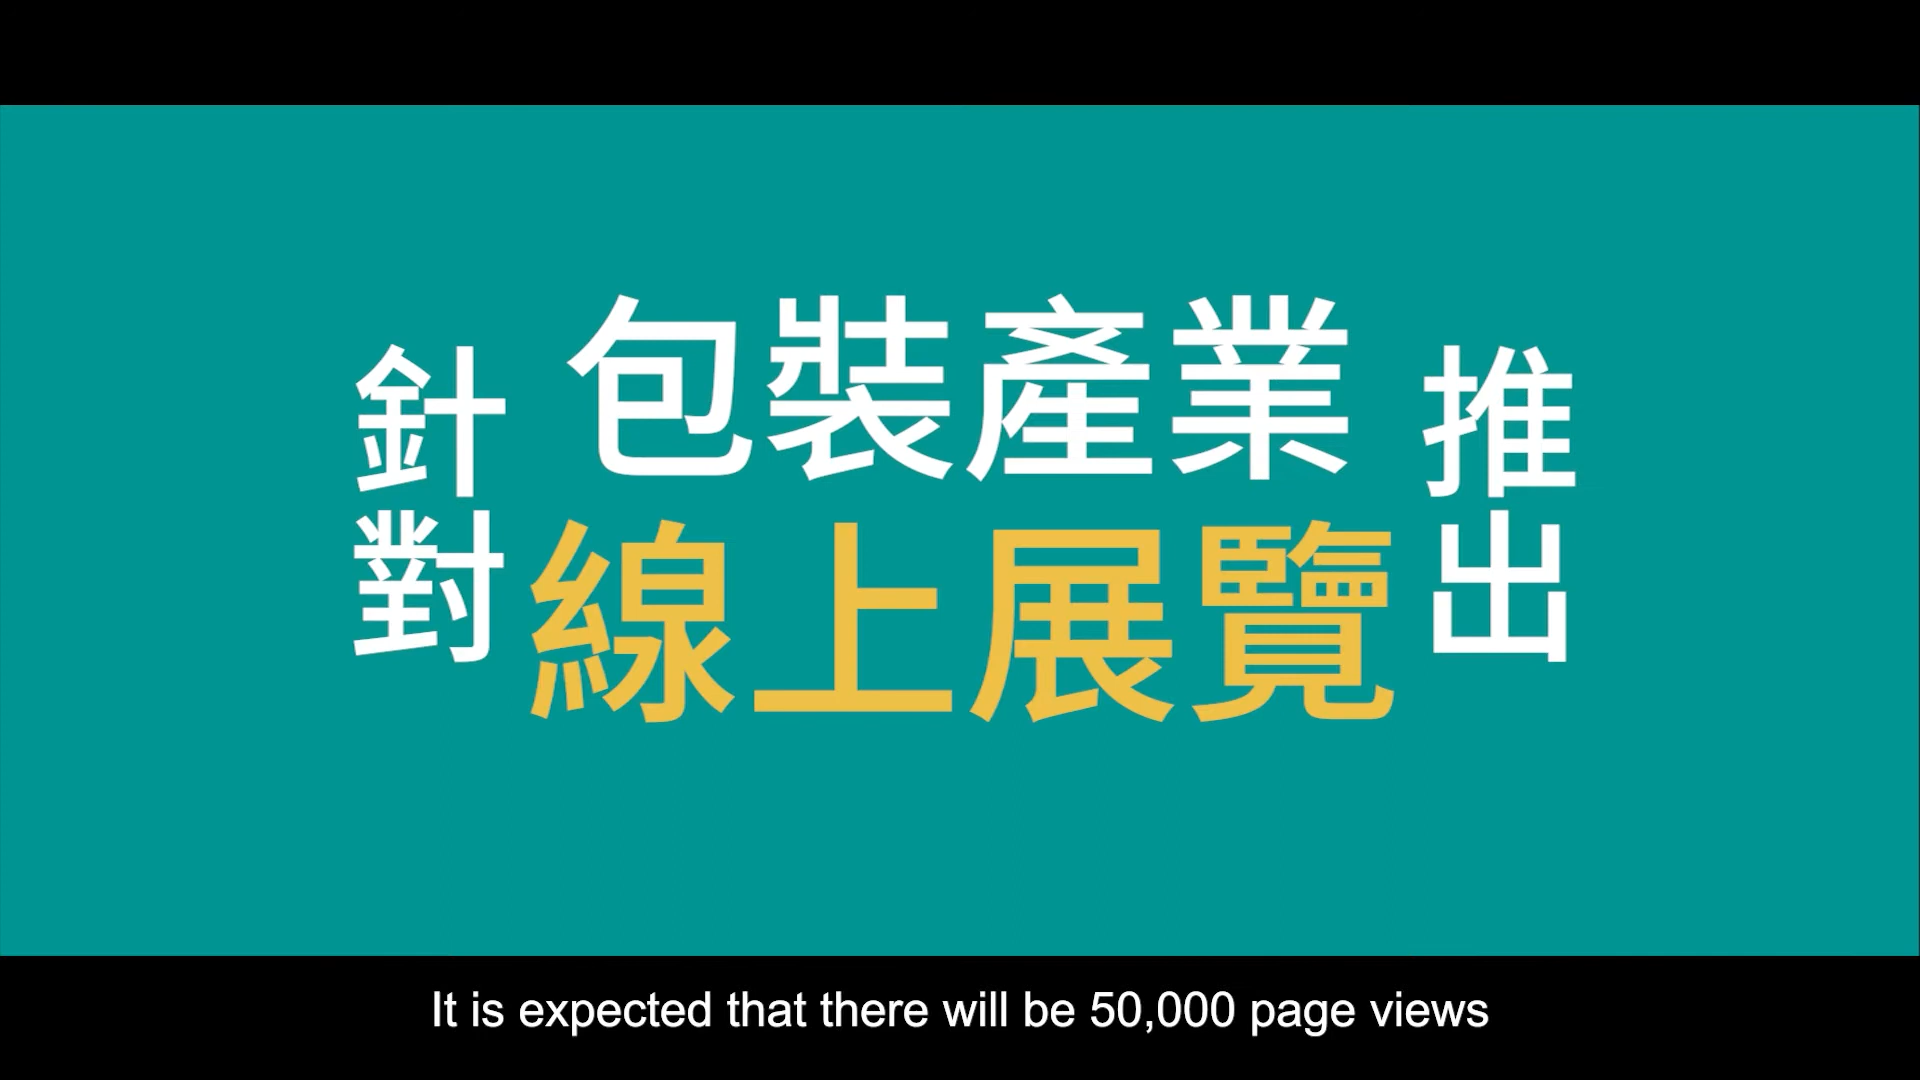 針對
包裝產業
推出
線上展覽
It is expected that there will be 50,000 page views